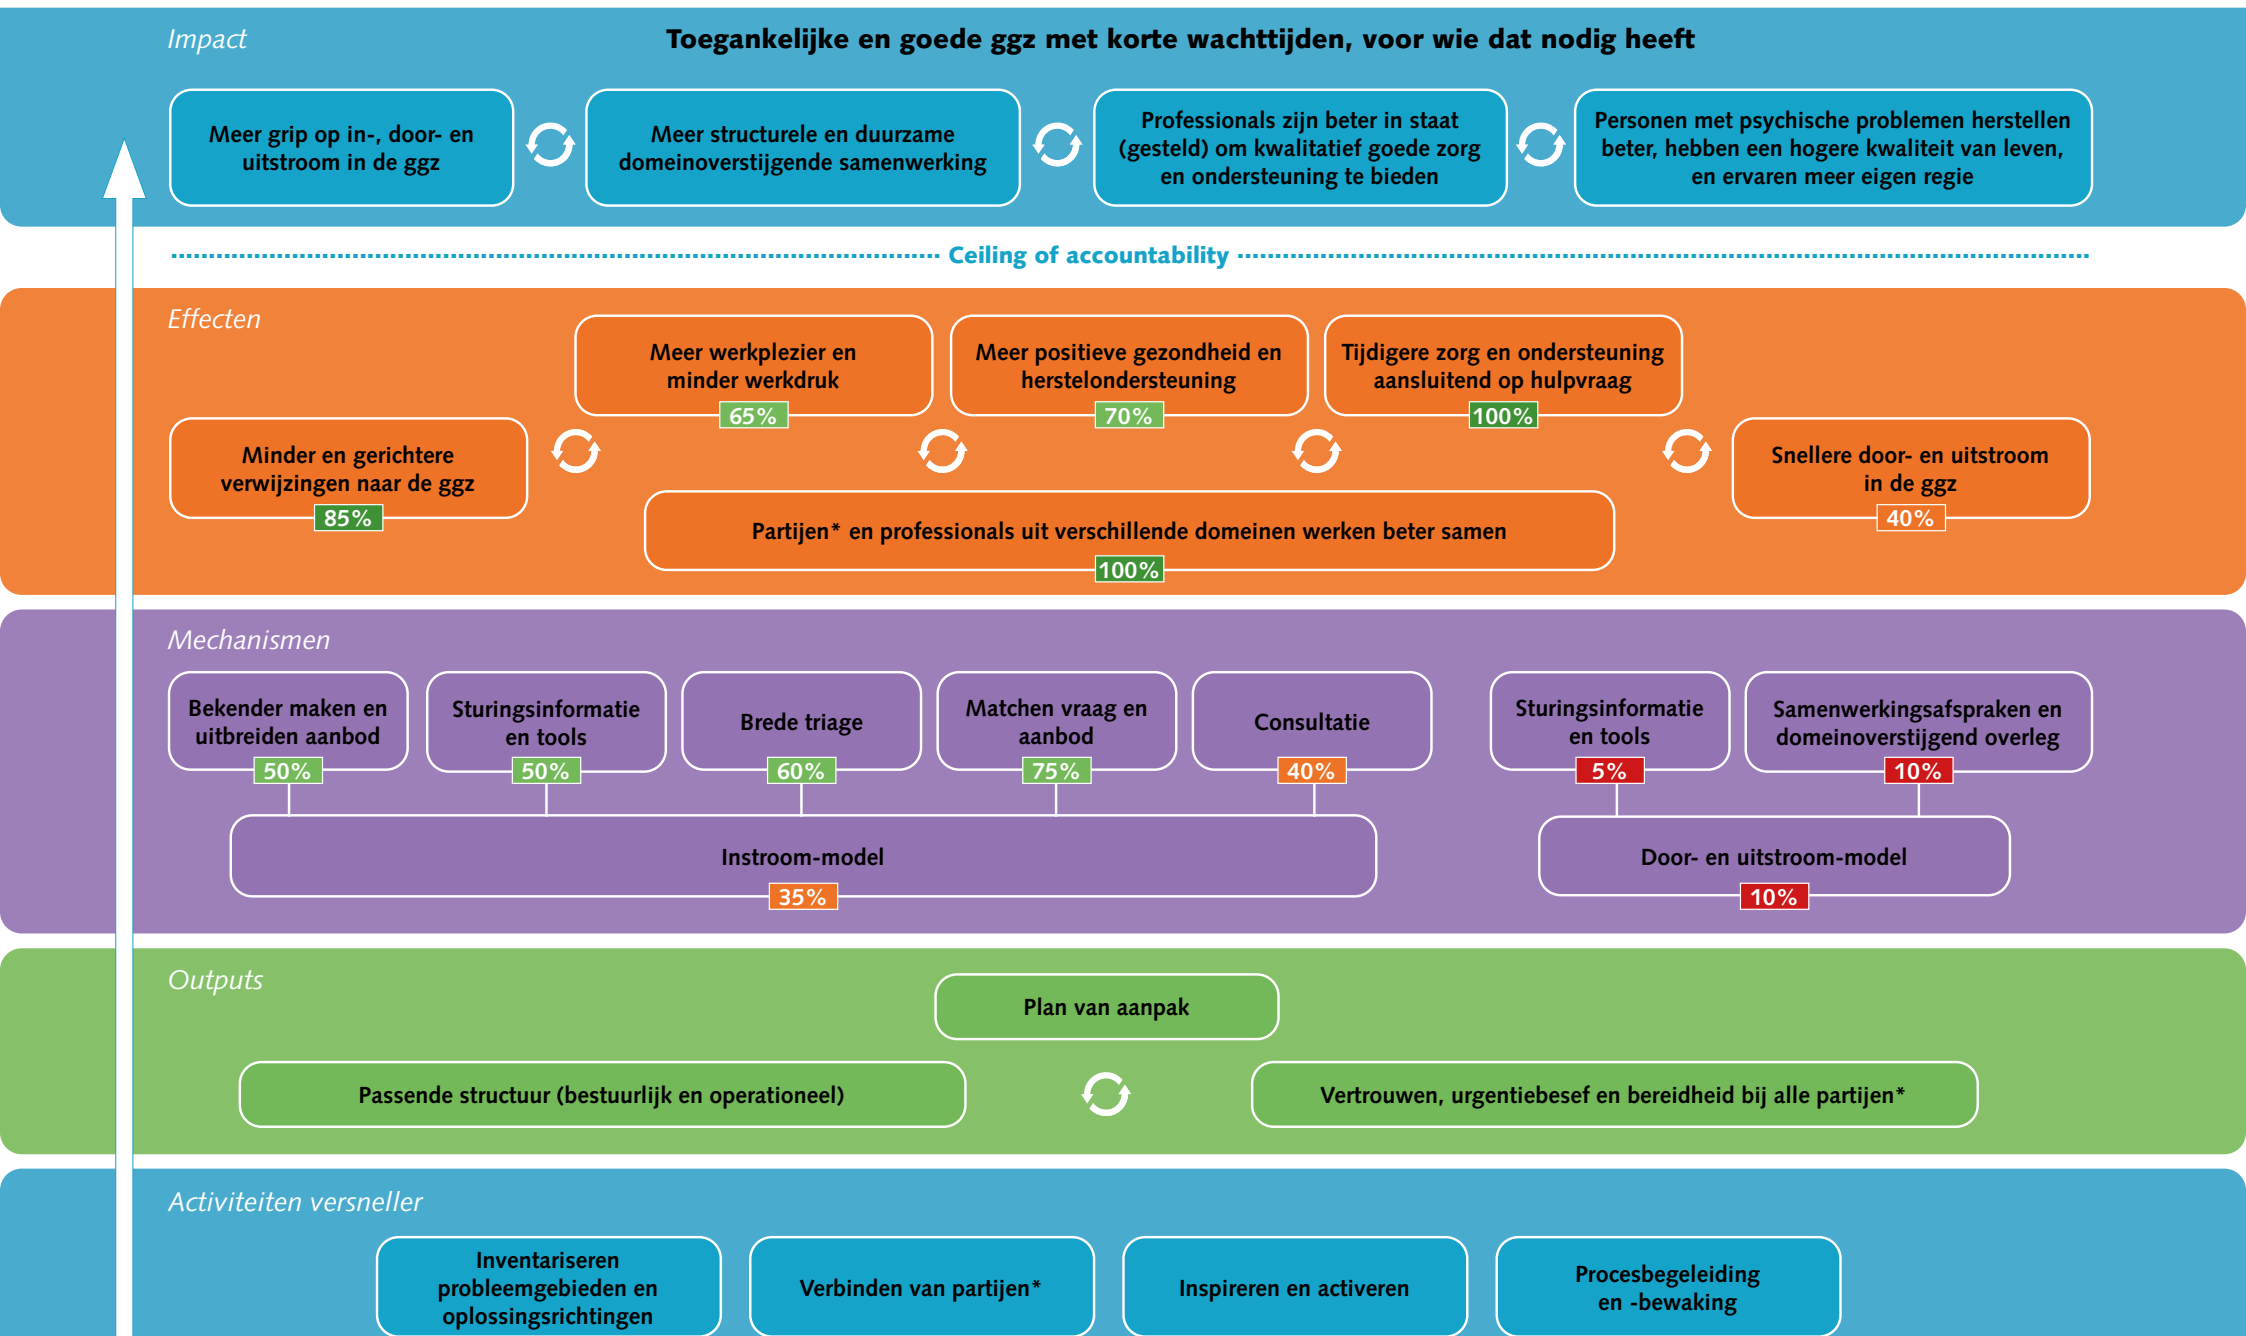 Impact
Toegankelijke en goede ggz met korte wachttijden, voor wie dat nodig heeft
Meer grip op in-, door- en
uitstroom in de ggz
Meer structurele en duurzame
domeinoverstijgende samenwerking
Professionals zijn beter in staat
(gesteld) om kwalitatief goede zorg
en ondersteuning te bieden
Personen met psychische problemen herstellen
beter, hebben een hogere kwaliteit van leven,
en ervaren meer eigen regie
Ceiling of accountability
Effecten
Meer werkplezier en
minder werkdruk
65%
Meer positieve gezondheid en
herstelondersteuning
70%
Tijdigere zorg en ondersteuning
aansluitend op hulpvraag
100%
Minder en gerichtere
verwijzingen naar de ggz
85%
Snellere door- en uitstroom
in de ggz
40%
Partijen* en professionals uit verschillende domeinen werken beter samen
100%
Mechanismen
Bekender maken en
uitbreiden aanbod
50%
Sturingsinformatie
en tools
50%
Brede triage
60%
Matchen vraag en
aanbod
75%
Consultatie
40%
Sturingsinformatie
en tools
5%
Samenwerkingsafspraken en
domeinoverstijgend overleg
10%
Instroom-model
35%
Door- en uitstroom-model
10%
Outputs
Plan van aanpak
Passende structuur (bestuurlijk en operationeel)
Vertrouwen, urgentiebesef en bereidheid bij alle partijen*
Activiteiten versneller
Inventariseren
probleemgebieden en
oplossingsrichtingen
Verbinden van partijen*
Inspireren en activeren
Procesbegeleiding
en -bewaking